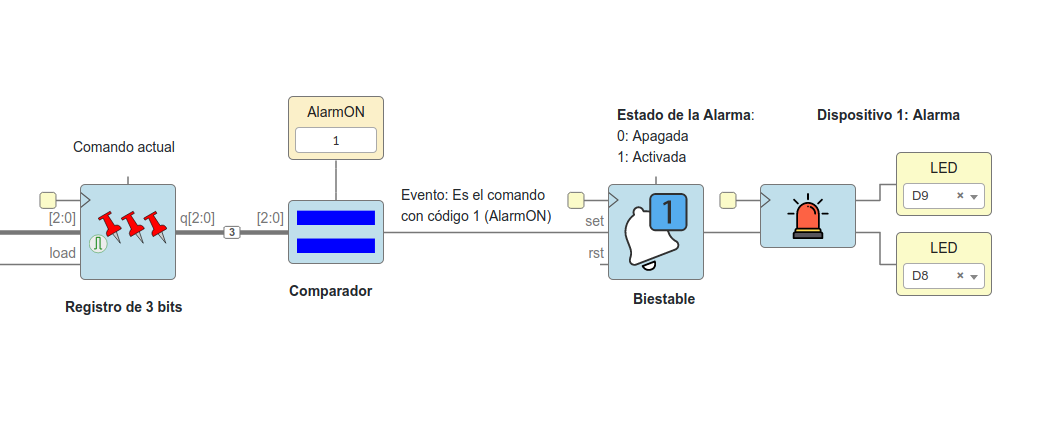 Comando actual
[2:0]
load
q[2:0]
3
Registro de 3 bits
AlarmON
1
[2:0]
Comparador
Evento: Es el comando
con código 1 (AlarmON)
Estado de la Alarma:
0: Apagada
1: Activada
set
rst
1
Biestable
Dispositivo 1: Alarma
LED
D9
LED
D8